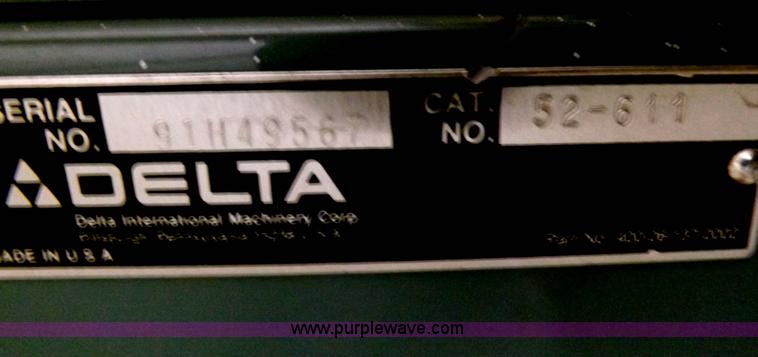 SERIAL NO. 91H49567
CAT. NO. 52-611
DELTA
Delta International Machinery Corp
MADE IN U S A
www.purplewave.com